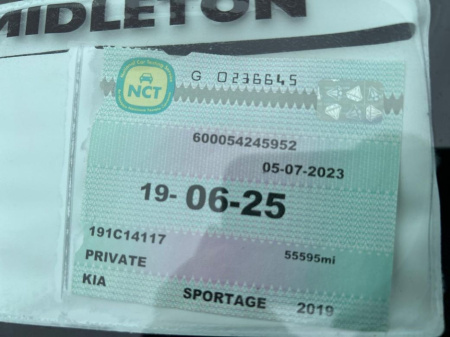 MIDLETON
G 0236645
NCT
600054245952
05-07-2023
19- 06-25
191C14117
PRIVATE 55595mi
KIA SPORTAGE 2019